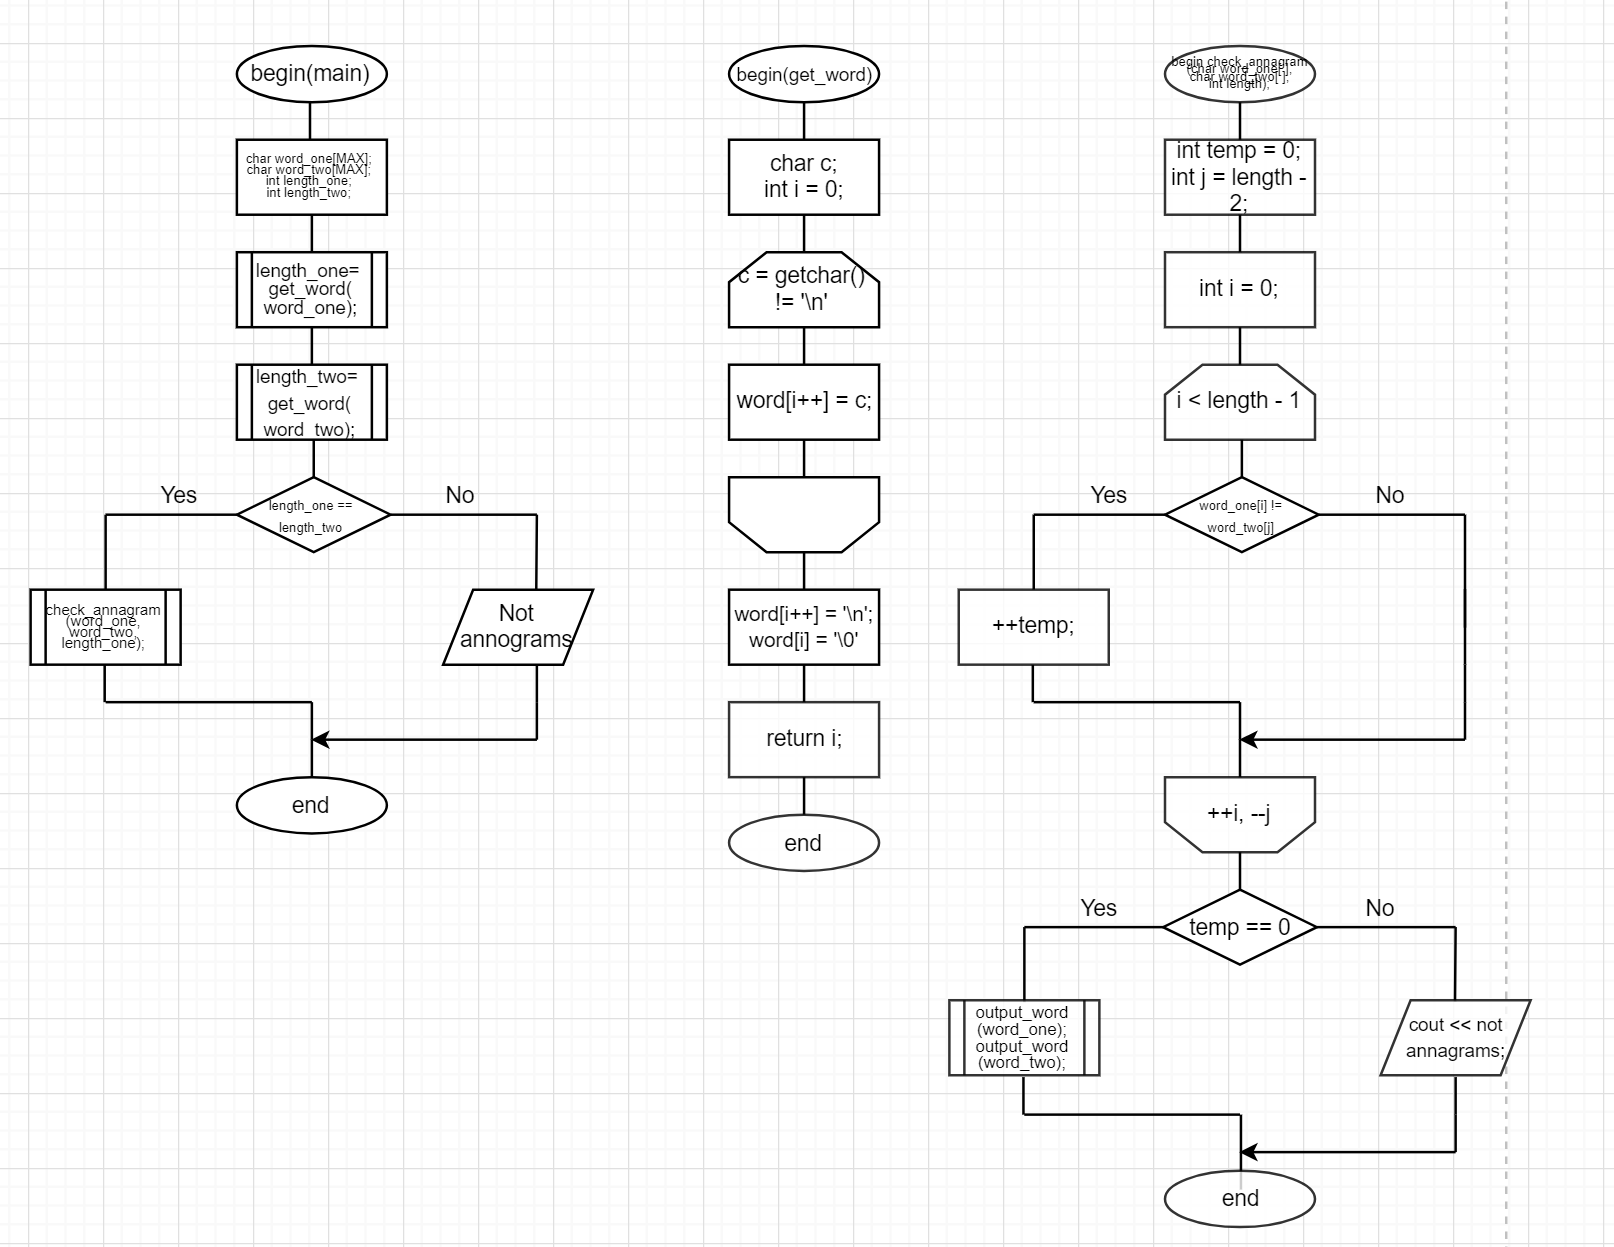 begin(main)
char word_one[MAX];
char word_two[MAX];
int length_one;
int length_two;
length_one=
get_word(
word_one);
length_two=
get_word(
word_two);
length_one ==
length_two
Yes
No
check_annagram
(word_one,
word_two,
length_one);
Not
annograms
end
begin(get_word)
char c;
int i = 0;
c = getchar()
!= '\n'
word[i++] = c;
word[i++] = '\n';
word[i] = '\0'
return i;
end
begin check_annagram
(char word_one[],
char word_two[],
int length);
int temp = 0;
int j = length -
2;
int i = 0;
i < length - 1
word_one[i] !=
word_two[j]
Yes
No
++temp;
++i, --j
temp == 0
Yes
No
output_word
(word_one);
output_word
(word_two);
cout << not
annagrams;
end